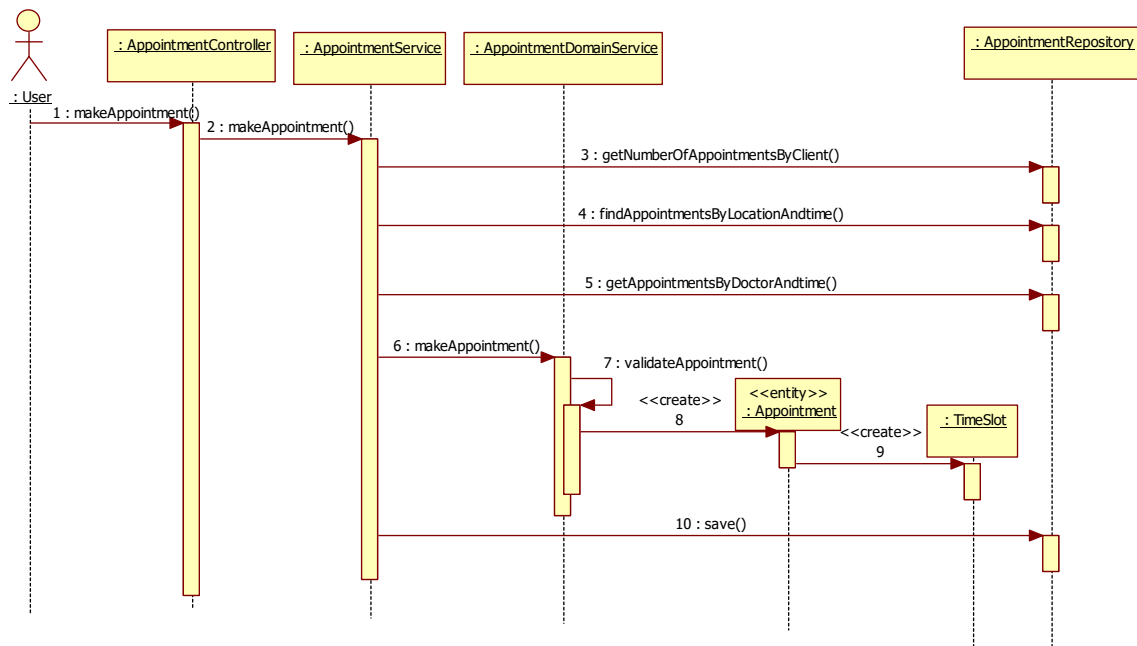 : User
: AppointmentController
: AppointmentService
: AppointmentDomainService
: AppointmentRepository
1 : makeAppointment()
2 : makeAppointment()
3 : getNumberOfAppointmentsByClient()
4 : findAppointmentsByLocationAndtime()
5 : getAppointmentsByDoctorAndtime()
6 : makeAppointment()
7 : validateAppointment()
<<create>>
8
<<entity>>
: Appointment
<<create>>
9
: TimeSlot
10 : save()